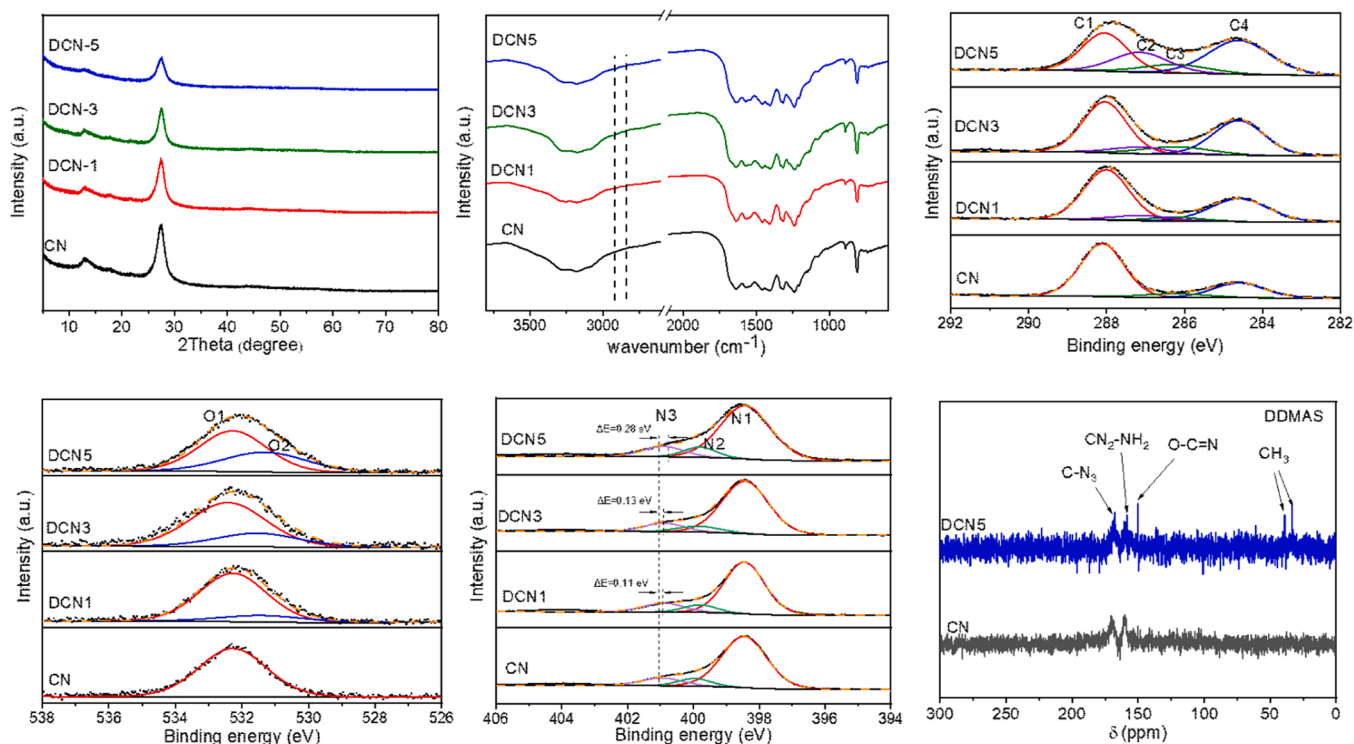 Intensity (a.u.)
DCN-5
DCN-3
DCN-1
CN
10 20 30 40 50 60 70 80
2Theta (degree)
Intensity (a.u.)
DCN5
DCN3
DCN1
CN
3800 3000 2000 1400 1000
wavenumber (cm⁻¹)
Intensity (a.u.)
C1 C2 C3 C4
DCN5
DCN3
DCN1
CN
292 290 288 286 284 282
Binding energy (eV)
Intensity (a.u.)
O1 O2
DCN5
DCN3
DCN1
CN
538 536 534 532 530 528 526
Binding energy (eV)
Intensity (a.u.)
N3 N1
ΔE=0.28 eV N2
DCN5
ΔE=0.13 eV
DCN3
ΔE=0.11 eV
DCN1
CN
406 404 402 400 398 396 394
Binding energy (eV)
DDMAS
CN₂-NH₂
O-C=N
C-N₃
CH₃
DCN5
CN
300 250 200 150 100 50 0
δ (ppm)